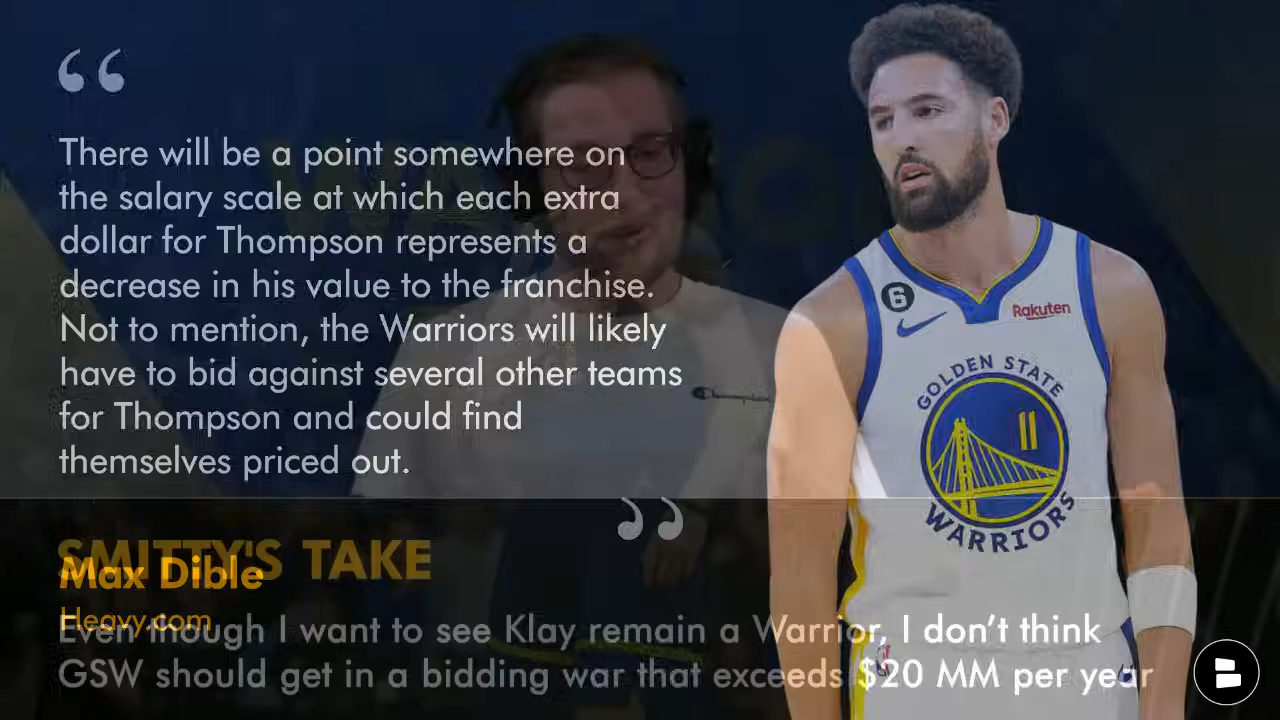 “
There will be a point somewhere on
the salary scale at which each extra
dollar for Thompson represents a
decrease in his value to the franchise.
Not to mention, the Warriors will likely
have to bid against several other teams
for Thompson and could find
themselves priced out.
”
6
Rakuten
GOLDEN STATE
11
WARRIORS
SMITTY'S TAKE
Max Dible
Heavy.com
Even though I want to see Klay remain a Warrior, I don’t think
GSW should get in a bidding war that exceeds $20 MM per year